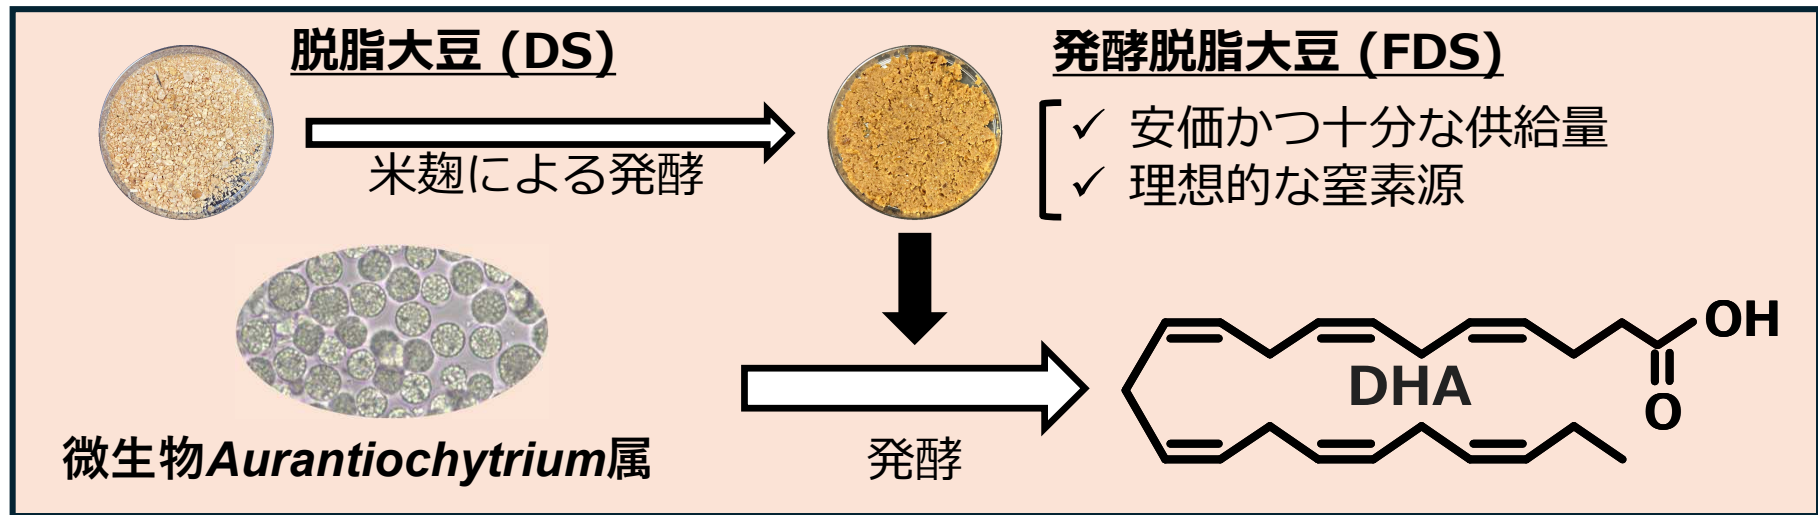 脱脂大豆 (DS)
発酵脱脂大豆 (FDS)
米麹による発酵
✓ 安価かつ十分な供給量
✓ 理想的な窒素源
微生物Aurantiochytrium属
発酵
DHA
OH
O